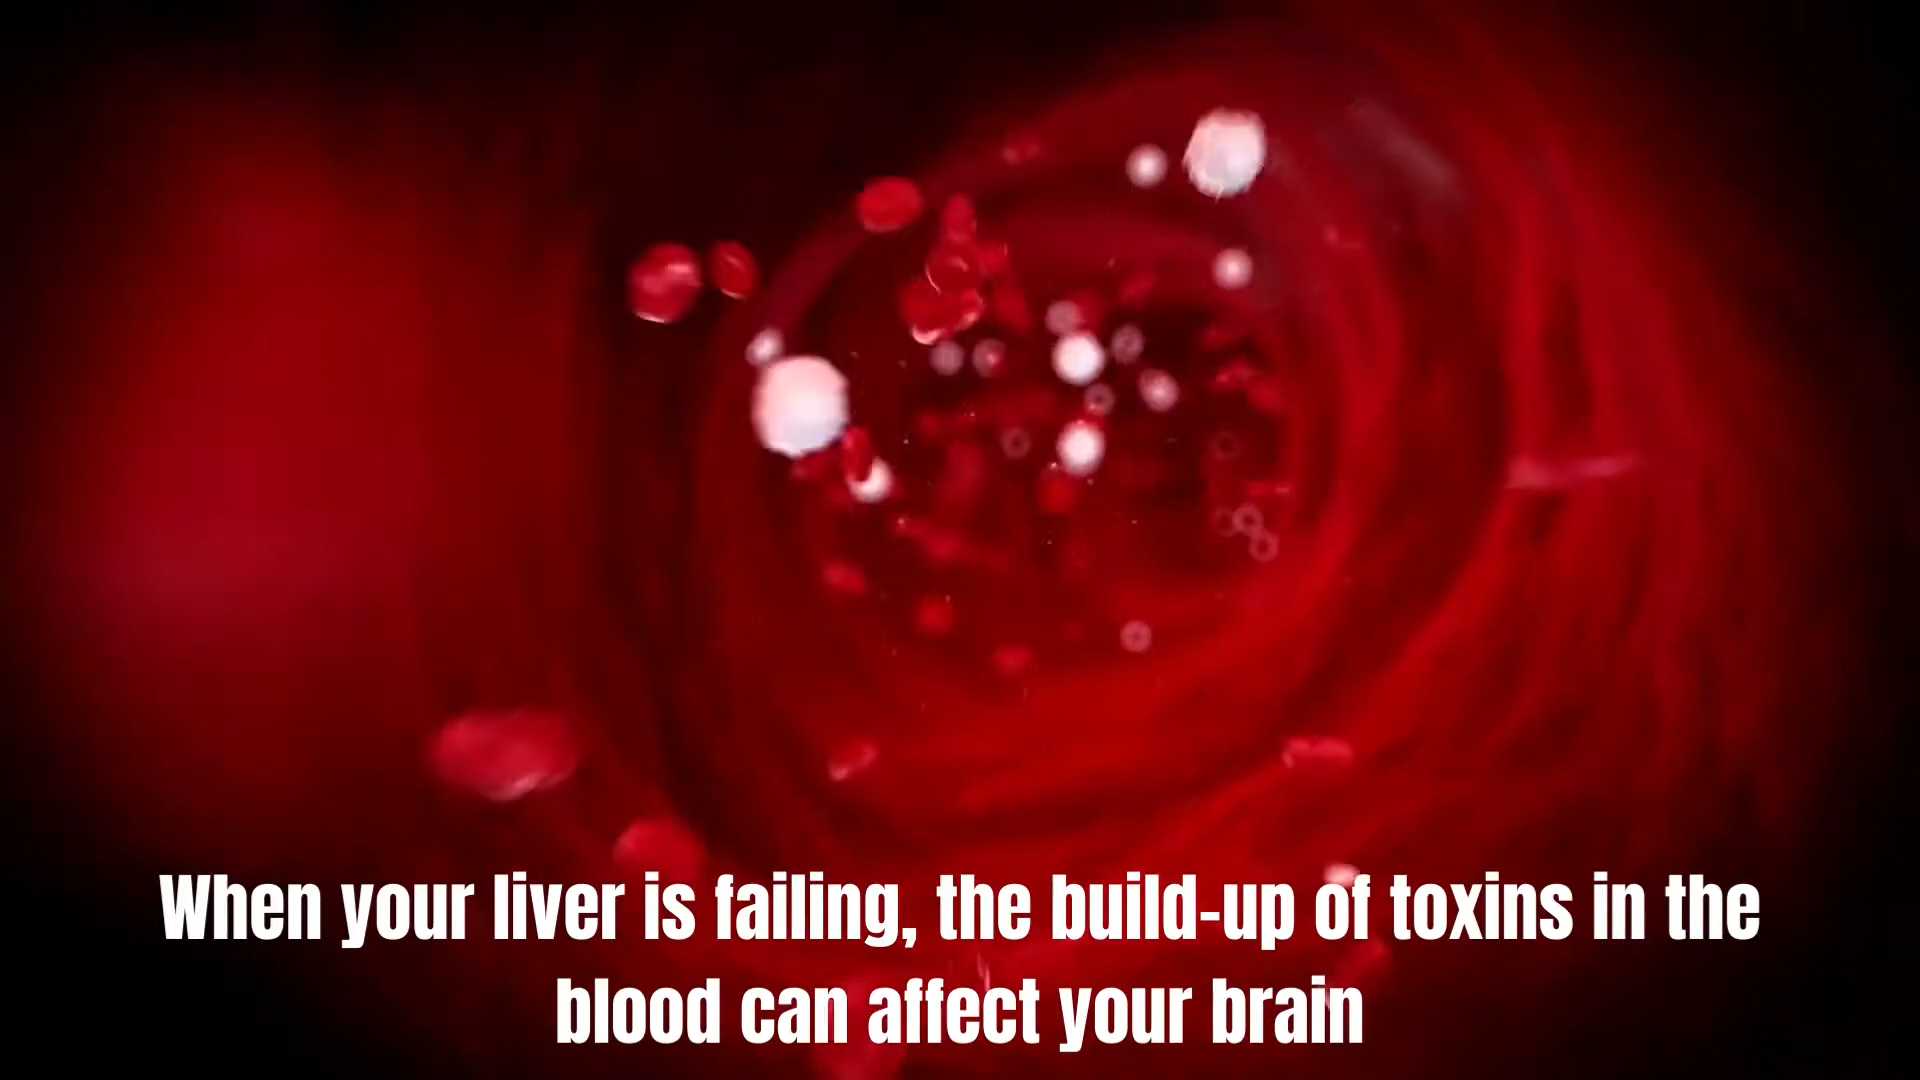 When your liver is failing, the build-up of toxins in the
blood can affect your brain